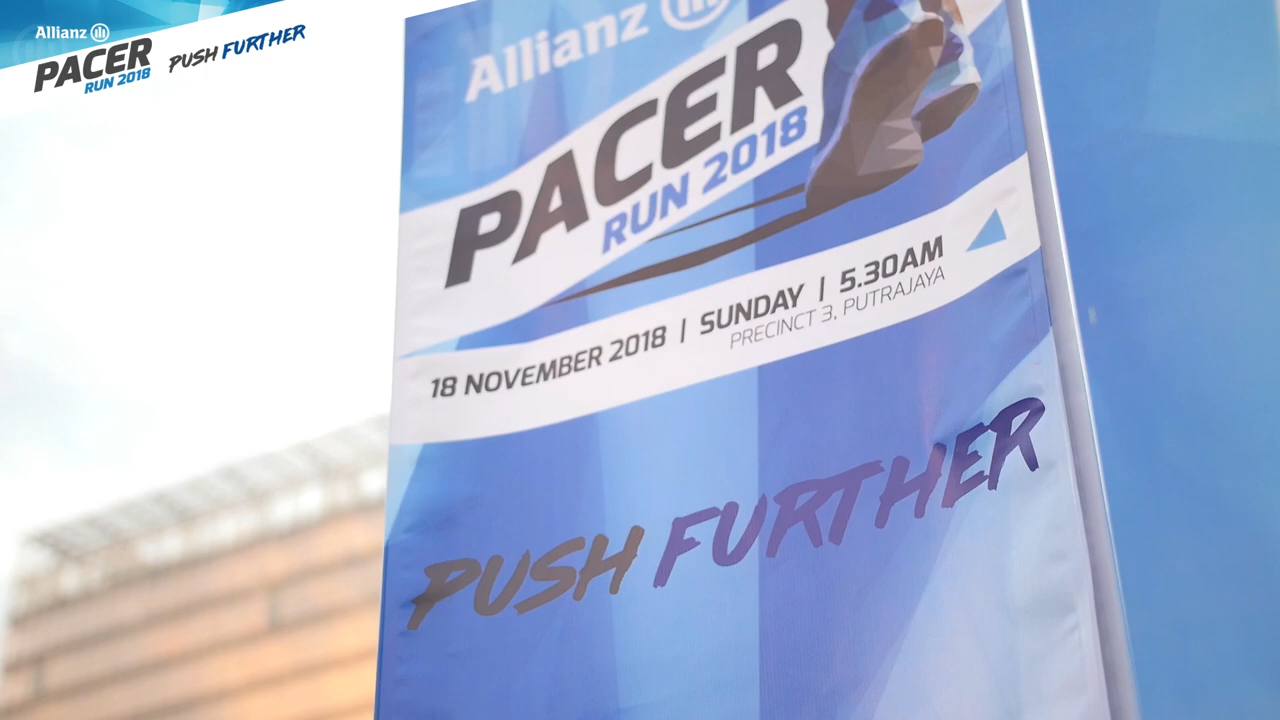 Allianz
PACER
RUN 2018
PUSH FURTHER
Allianz
PACER
RUN 2018
18 NOVEMBER 2018 | SUNDAY | 5.30AM
PRECINCT 3, PUTRAJAYA
PUSH FURTHER